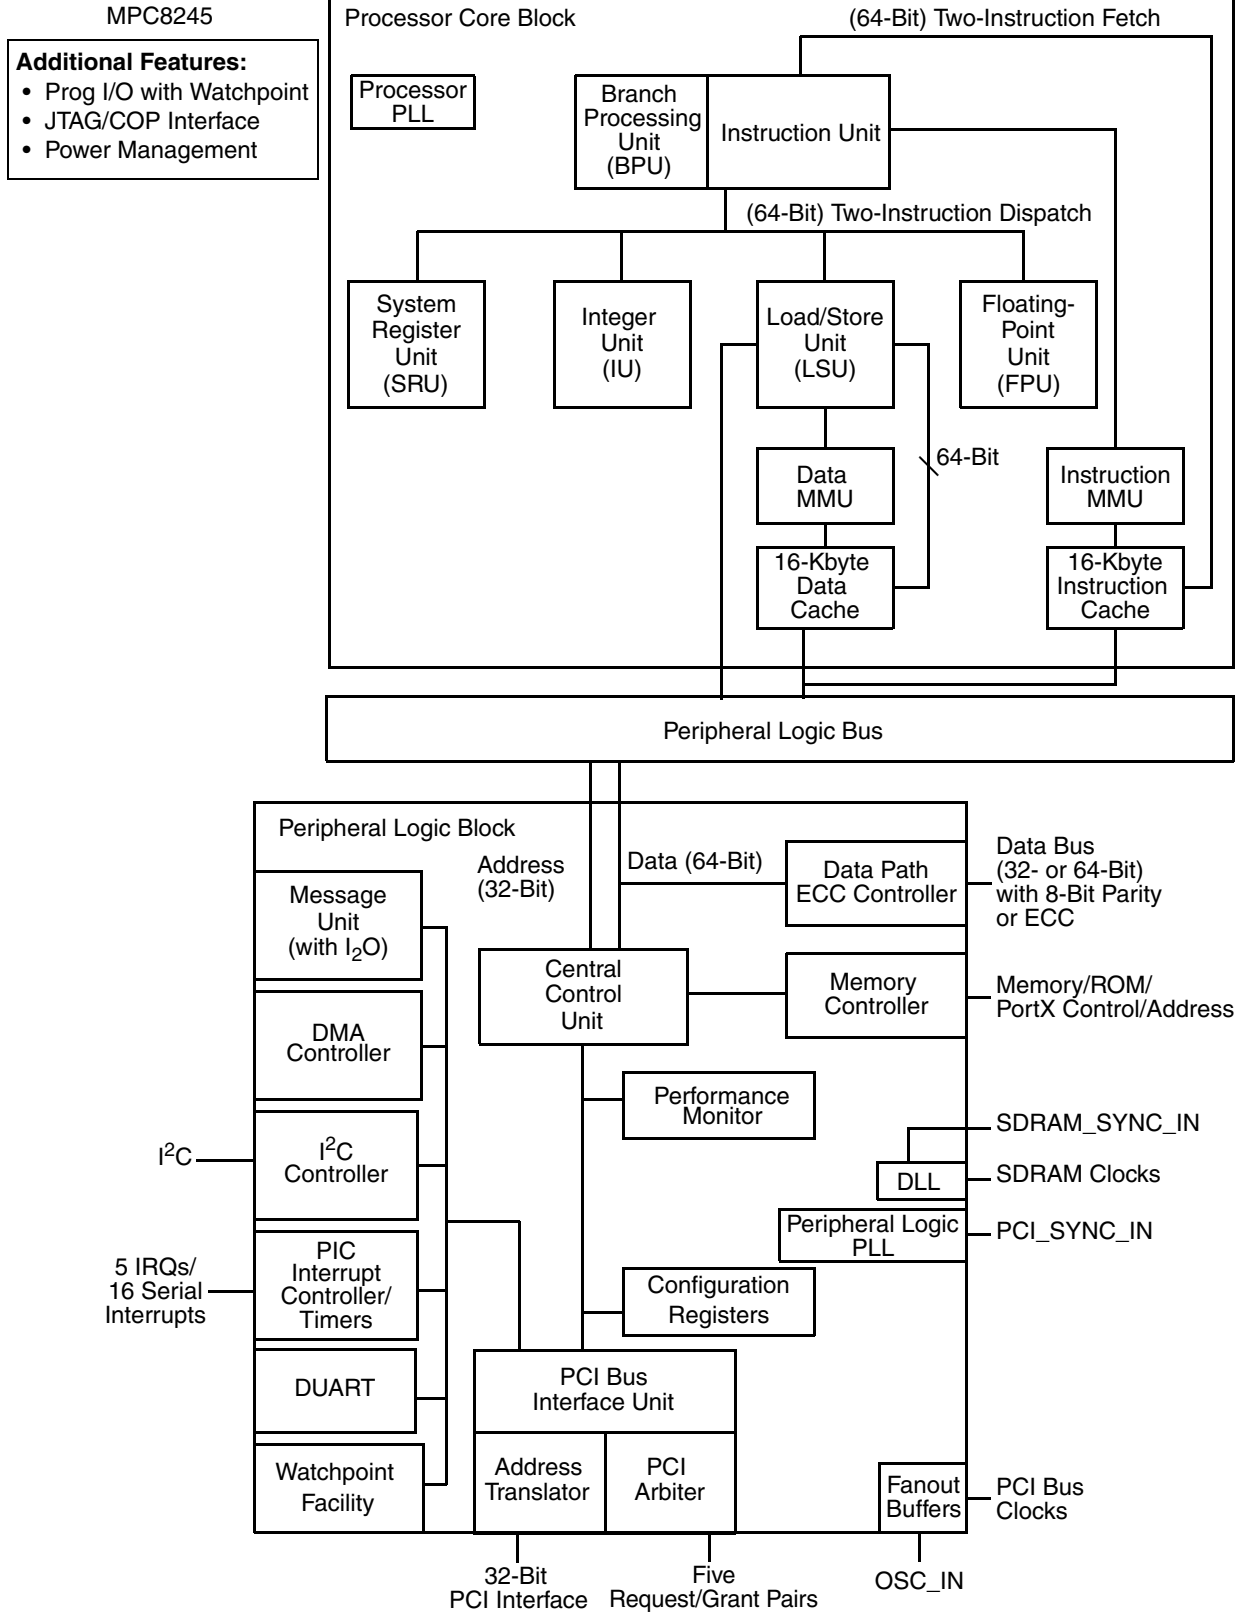 MPC8245
Additional Features:
• Prog I/O with Watchpoint
• JTAG/COP Interface
• Power Management
Processor Core Block
(64-Bit) Two-Instruction Fetch
Processor
PLL
Branch
Processing
Unit
(BPU)
Instruction Unit
(64-Bit) Two-Instruction Dispatch
System
Register
Unit
(SRU)
Integer
Unit
(IU)
Load/Store
Unit
(LSU)
Floating-
Point
Unit
(FPU)
64-Bit
Data
MMU
Instruction
MMU
16-Kbyte
Data
Cache
16-Kbyte
Instruction
Cache
Peripheral Logic Bus
Peripheral Logic Block
Address
(32-Bit)
Data (64-Bit)
Data Path
ECC Controller
Data Bus
(32- or 64-Bit)
with 8-Bit Parity
or ECC
Message
Unit
(with I₂O)
Central
Control
Unit
Memory
Controller
Memory/ROM/
PortX Control/Address
DMA
Controller
Performance
Monitor
I²C
I²C
Controller
SDRAM_SYNC_IN
DLL
SDRAM Clocks
Peripheral Logic
PLL
PCI_SYNC_IN
5 IRQs/
16 Serial
Interrupts
PIC
Interrupt
Controller/
Timers
Configuration
Registers
DUART
PCI Bus
Interface Unit
Watchpoint
Facility
Address
Translator
PCI
Arbiter
Fanout
Buffers
PCI Bus
Clocks
32-Bit
PCI Interface
Five
Request/Grant Pairs
OSC_IN